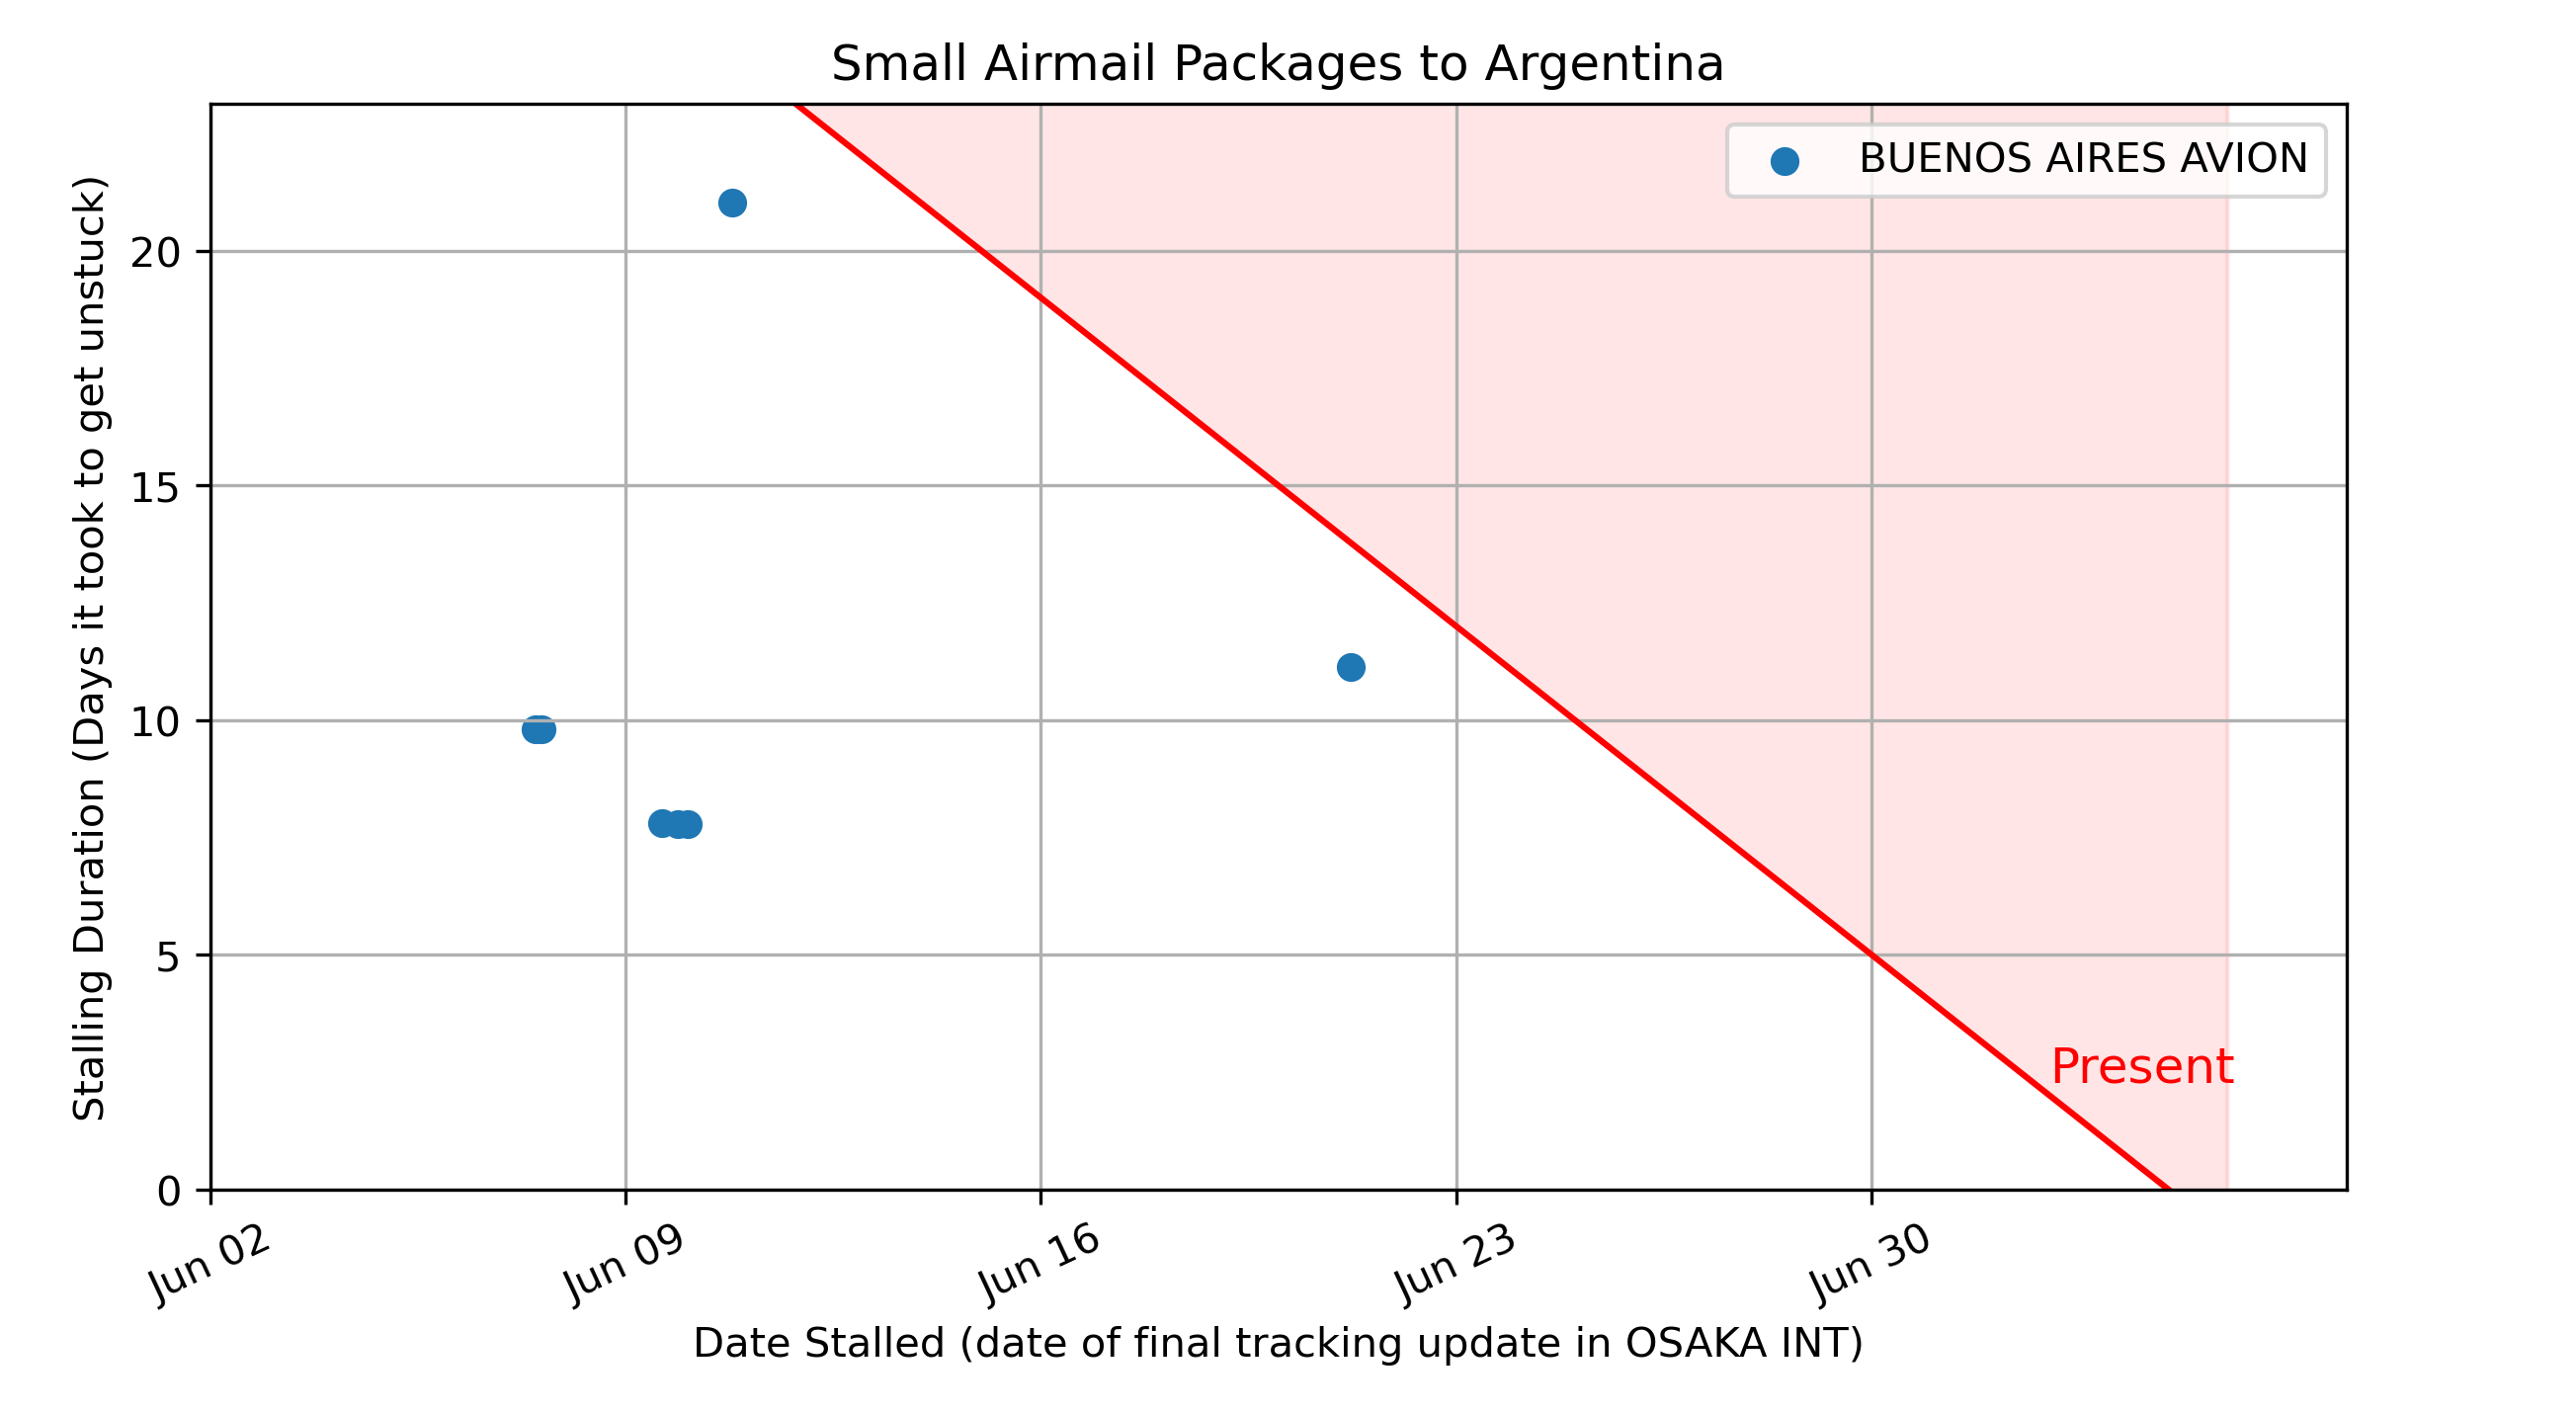 Small Airmail Packages to Argentina
BUENOS AIRES AVION
Stalling Duration (Days it took to get unstuck)
20
15
10
5
0
Present
Jun 02
Jun 09
Jun 16
Jun 23
Jun 30
Date Stalled (date of final tracking update in OSAKA INT)